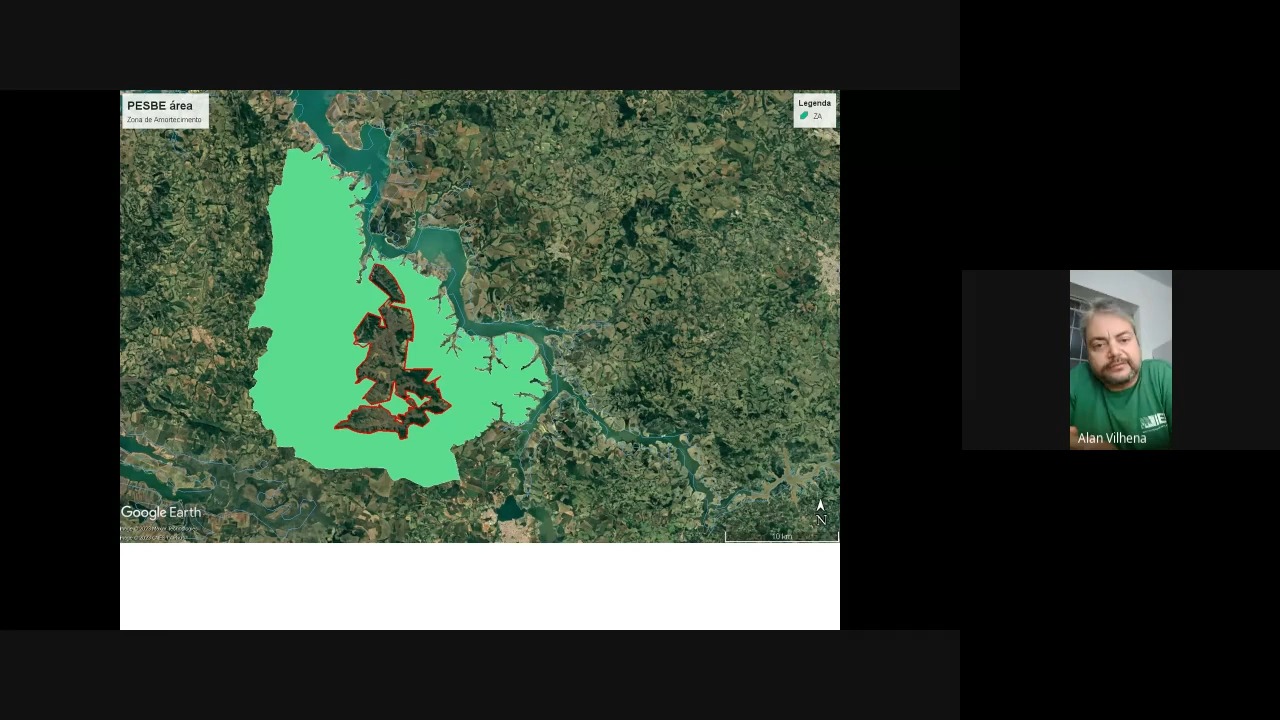 PESBE área
Zona de Amortecimento
Legenda
ZA
Google Earth
N
10 km
Alan Vilhena